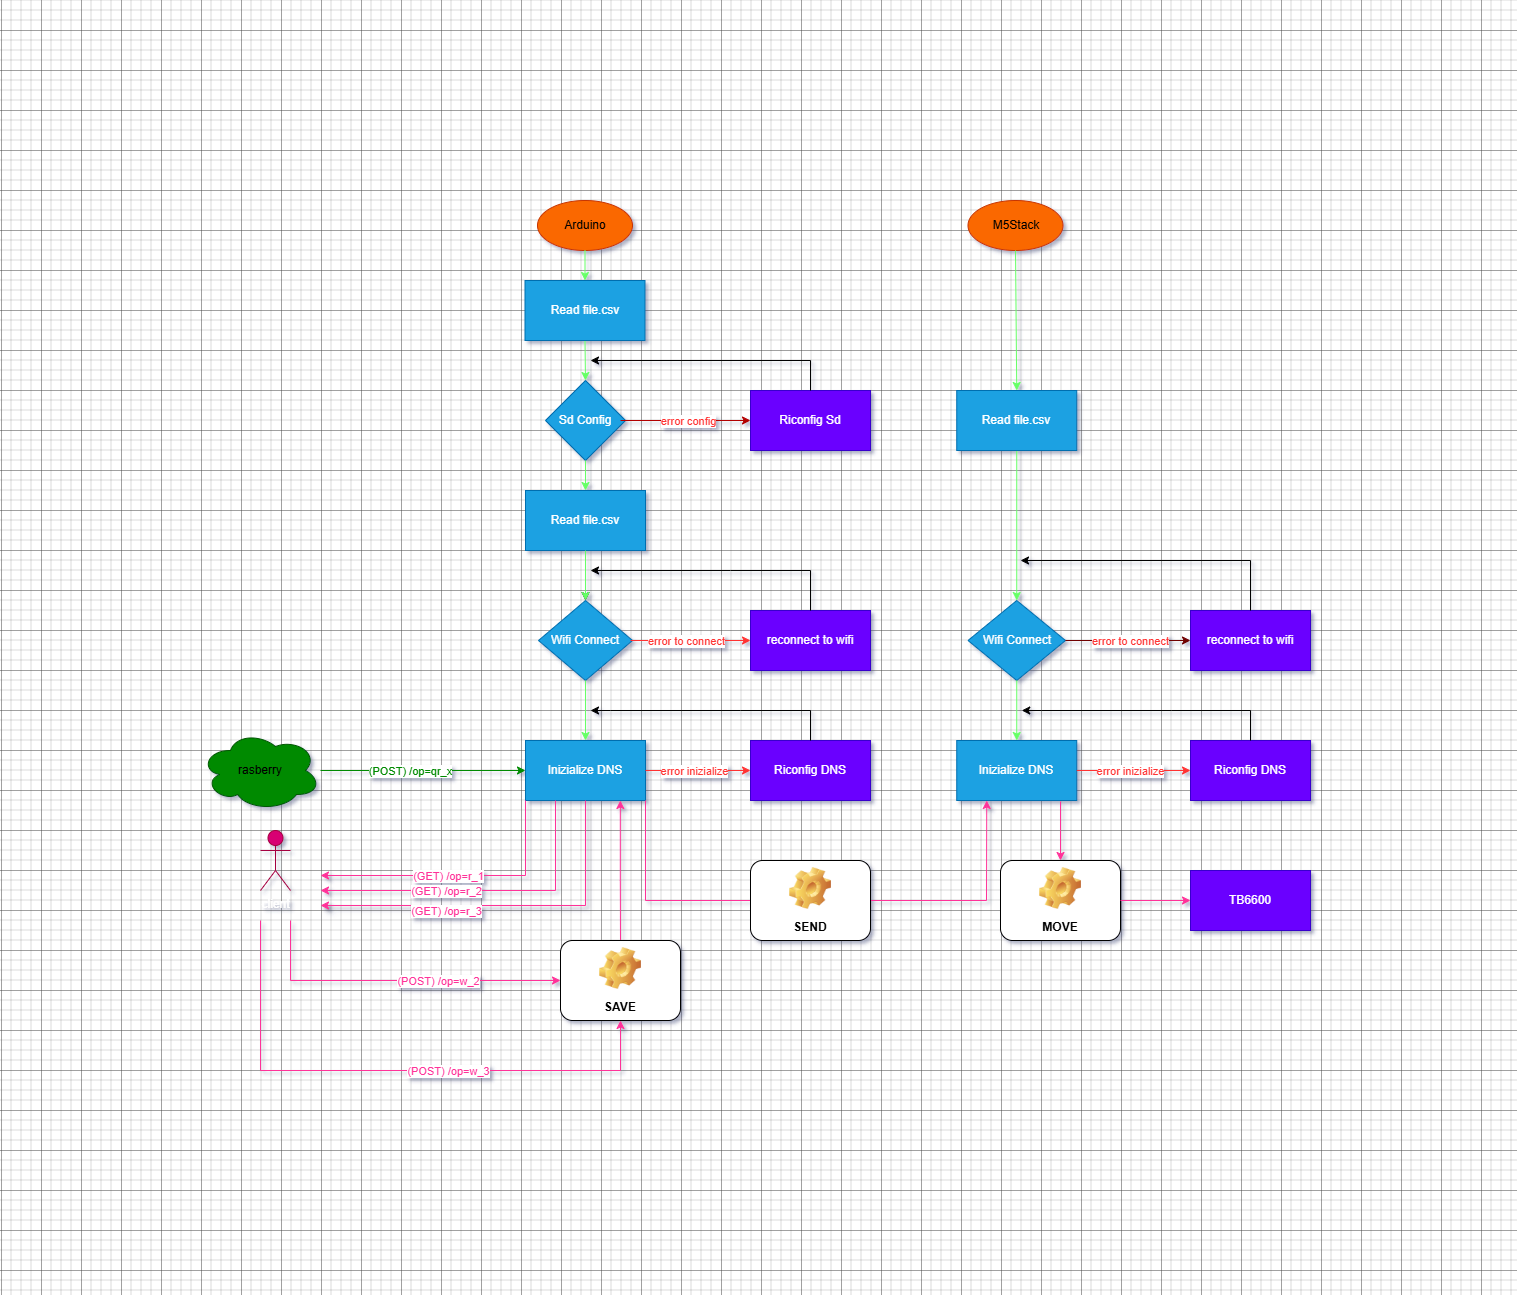 Arduino
M5Stack
Read file.csv
Sd Config
error config
Riconfig Sd
Read file.csv
Read file.csv
Wifi Connect
error to connect
reconnect to wifi
Wifi Connect
error to connect
reconnect to wifi
rasberry
(POST) /op=qr_x
Inizialize DNS
error inizialize
Riconfig DNS
Inizialize DNS
error inizialize
Riconfig DNS
(GET) /op=r_1
(GET) /op=r_2
(GET) /op=r_3
SEND
MOVE
TB6600
(POST) /op=w_2
SAVE
(POST) /op=w_3